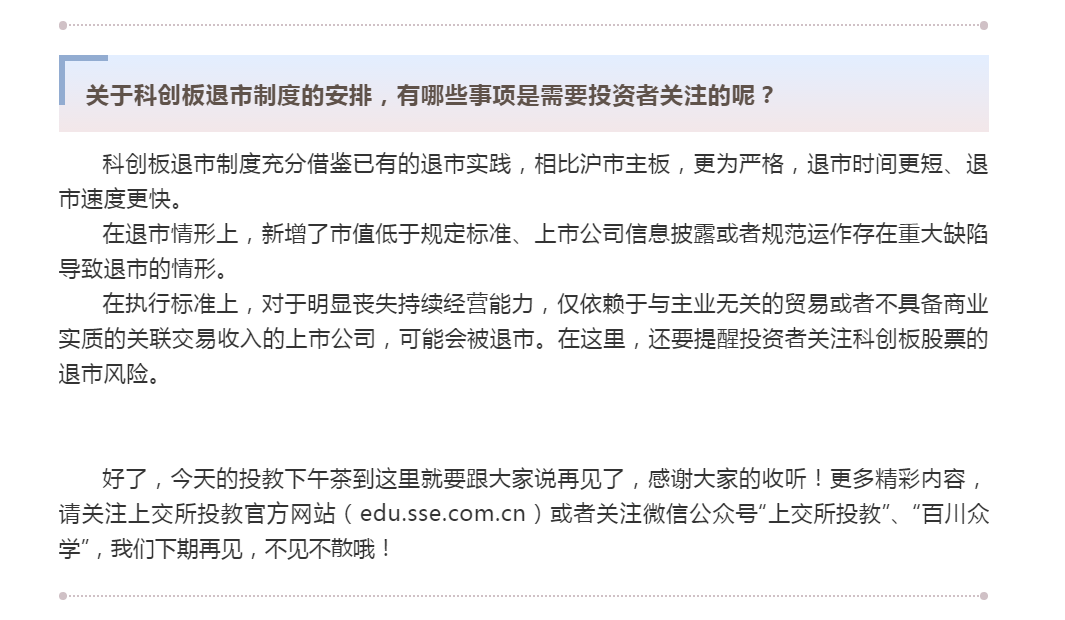 关于科创板退市制度的安排，有哪些事项是需要投资者关注的呢？
科创板退市制度充分借鉴已有的退市实践，相比沪市主板，更为严格，退市时间更短、退
市速度更快。
在退市情形上，新增了市值低于规定标准、上市公司信息披露或者规范运作存在重大缺陷
导致退市的情形。
在执行标准上，对于明显丧失持续经营能力，仅依赖于与主业无关的贸易或者不具备商业
实质的关联交易收入的上市公司，可能会被退市。在这里，还要提醒投资者关注科创板股票的
退市风险。
好了，今天的投教下午茶到这里就要跟大家说再见了，感谢大家的收听！更多精彩内容，
请关注上交所投教官方网站（edu.sse.com.cn）或者关注微信公众号“上交所投教”、“百川众
学”，我们下期再见，不见不散哦！